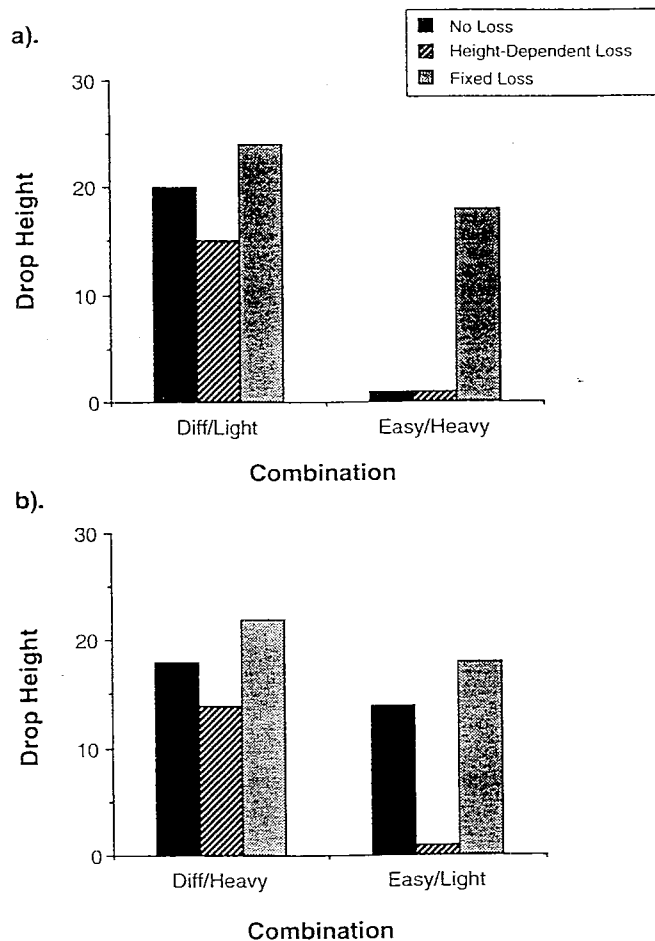 a).
No Loss
Height-Dependent Loss
Fixed Loss
30
20
10
0
Drop Height
Diff/Light Easy/Heavy
Combination
b).
30
20
10
0
Drop Height
Diff/Heavy Easy/Light
Combination